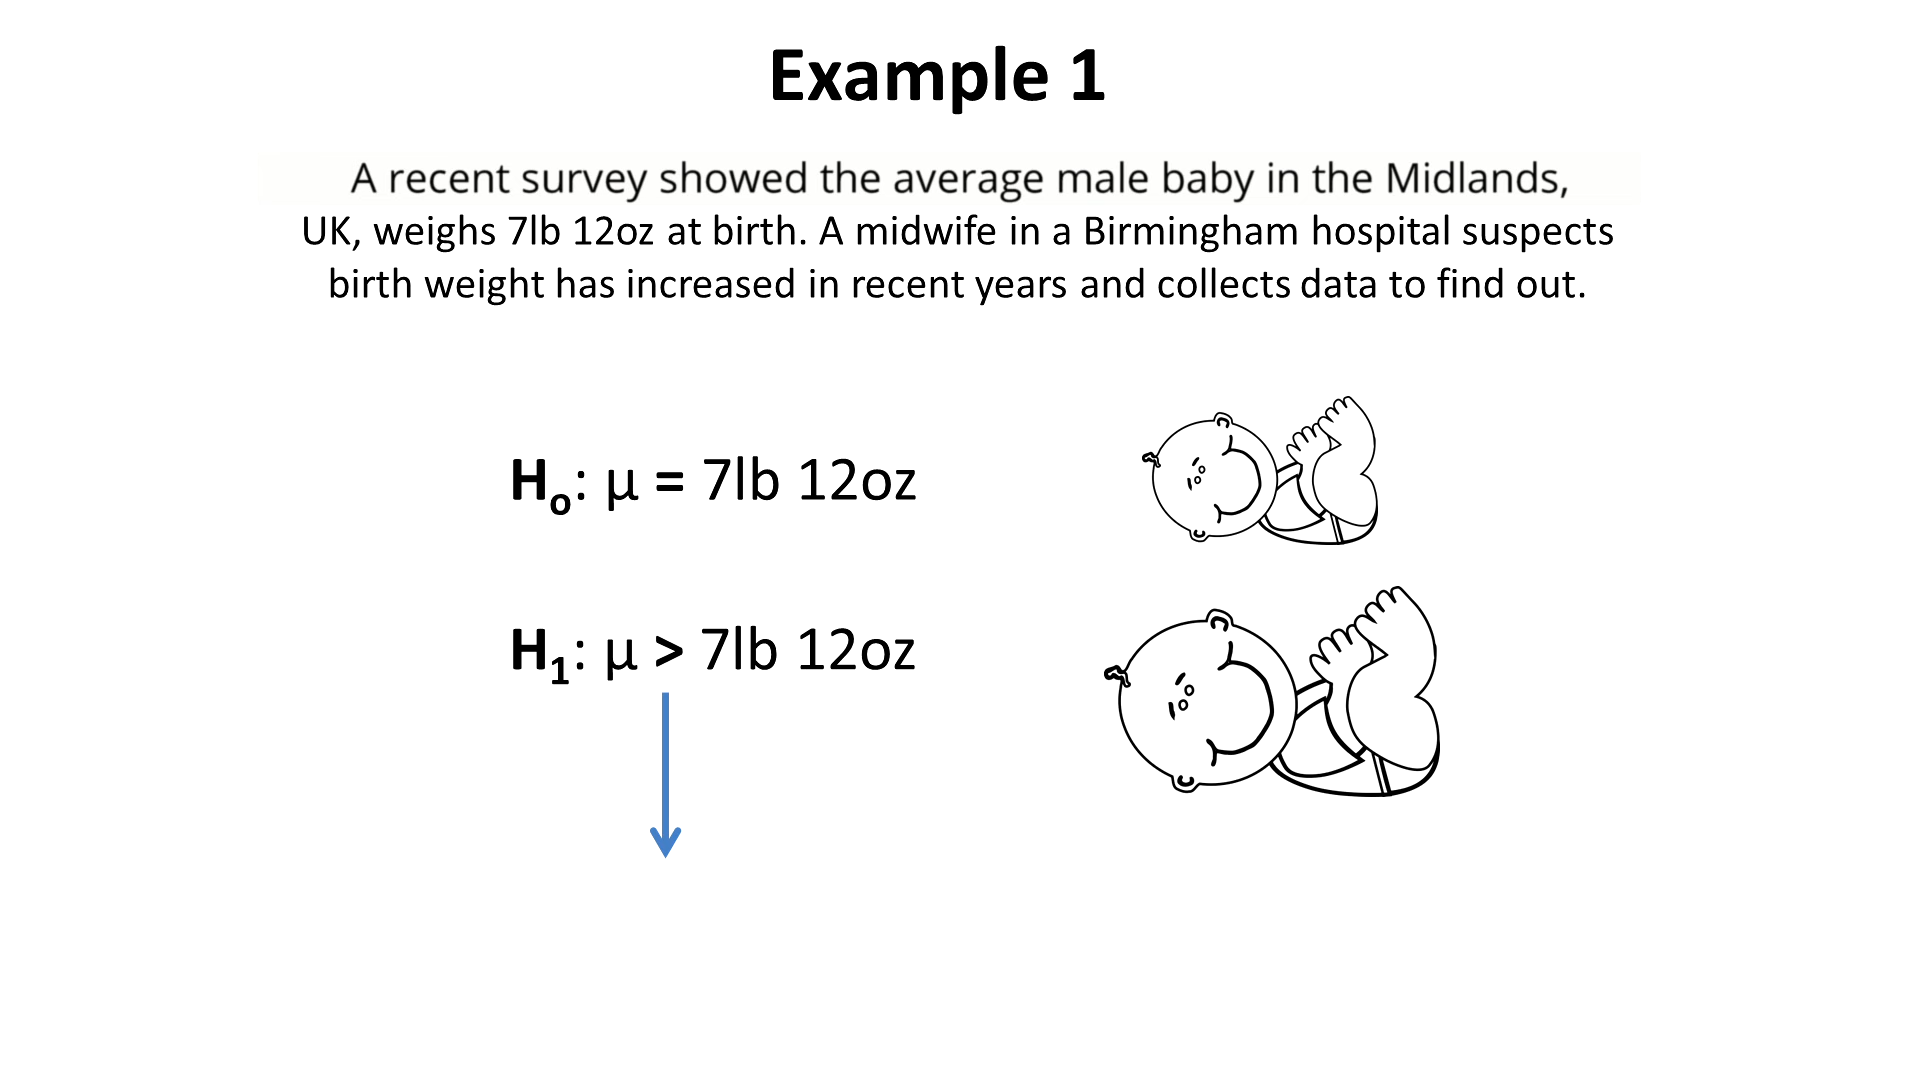 Example 1
A recent survey showed the average male baby in the Midlands,
UK, weighs 7lb 12oz at birth. A midwife in a Birmingham hospital suspects
birth weight has increased in recent years and collects data to find out.
Hₒ: μ = 7lb 12oz
H₁: μ > 7lb 12oz